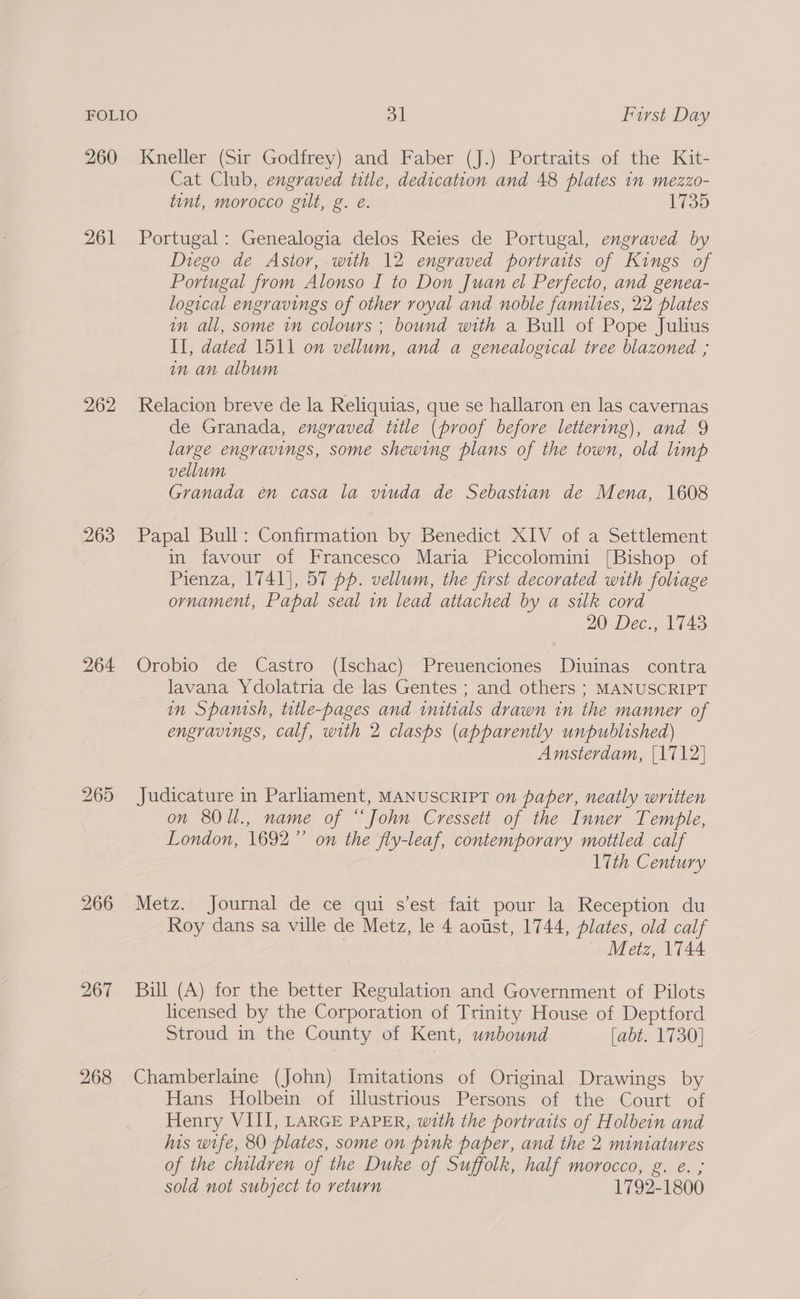 FOLIO 31 First Day
260 Kneller (Sir Godfrey) and Faber (J.) Portraits of the Kit-
Cat Club, engraved title, dedication and 48 plates in mezzo-
tint, morocco gilt, g. e. 1735
261 Portugal: Genealogia delos Reies de Portugal, engraved by
Diego de Astor, with 12 engraved portraits of Kings of
Portugal from Alonso I to Don Juan el Perfecto, and genea-
logical engravings of other royal and noble families, 22 plates
in all, some in colours; bound with a Bull of Pope Julius
II, dated 1511 on vellum, and a genealogical tree blazoned ;
in an album
262 Relacion breve de la Reliquias, que se hallaron en las cavernas
de Granada, engraved title (proof before lettering), and 9
large engravings, some shewing plans of the town, old limp
vellum
Granada en casa la viuda de Sebastian de Mena, 1608
263 Papal Bull: Confirmation by Benedict XIV of a Settlement
in favour of Francesco Maria Piccolomini [Bishop of
Pienza, 1741], 57 pp. vellum, the first decorated with foliage
ornament, Papal seal in lead attached by a silk cord
20 Dec., 1743
264 Orobio de Castro (Ischac) Preuenciones Diuinas contra
lavana Ydolatria de las Gentes; and others; MANUSCRIPT
in Spanish, title-pages and initials drawn in the manner of
engravings, calf, with 2 clasps (apparently unpublished)
Amsterdam, [1712]
265 Judicature in Parliament, MANUSCRIPT on paper, neatly written
on 80 ll., name of “John Cressett of the Inner Temple,
London, 1692” on the fly-leaf, contemporary mottled calf
17th Century
266 Metz. Journal de ce qui s'est fait pour la Reception du
Roy dans sa ville de Metz, le 4 aoüst, 1744, plates, old calf
Metz, 1744
267 Bill (A) for the better Regulation and Government of Pilots
licensed by the Corporation of Trinity House of Deptford
Stroud in the County of Kent, unbound [abt. 1730]
268 Chamberlaine (John) Imitations of Original Drawings by
Hans Holbein of illustrious Persons of the Court of
Henry VIII, LARGE PAPER, with the portraits of Holbein and
his wife, 80 plates, some on pink paper, and the 2 miniatures
of the children of the Duke of Suffolk, half morocco, g. e. ;
sold not subject to return 1792-1800